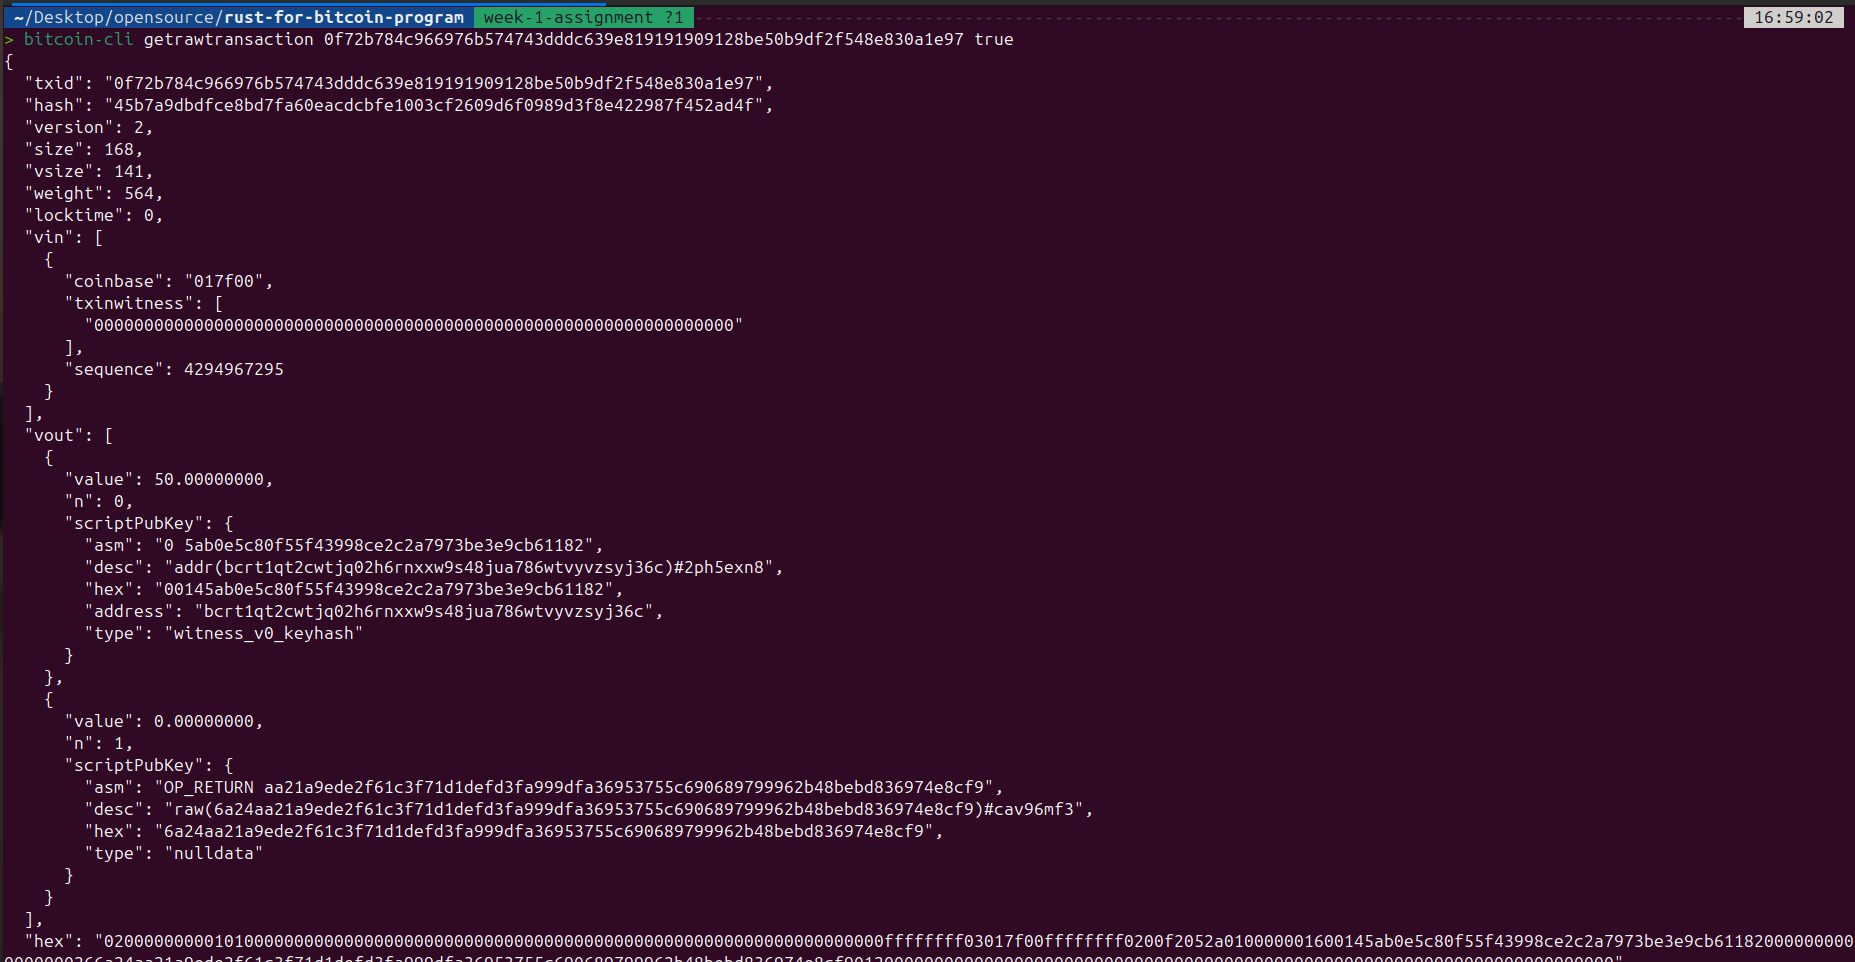 ~/Desktop/opensource/rust-for-bitcoin-program week-1-assignment ?1 16:59:02
> bitcoin-cli getrawtransaction 0f72b784c966976b574743dddc639e819191909128be50b9df2f548e830a1e97 true
{
  "txid": "0f72b784c966976b574743dddc639e819191909128be50b9df2f548e830a1e97",
  "hash": "45b7a9dbdfce8bd7fa60eacdcbfe1003cf2609d6f0989d3f8e422987f452ad4f",
  "version": 2,
  "size": 168,
  "vsize": 141,
  "weight": 564,
  "locktime": 0,
  "vin": [
    {
      "coinbase": "017f00",
      "txinwitness": [
        "0000000000000000000000000000000000000000000000000000000000000000"
      ],
      "sequence": 4294967295
    }
  ],
  "vout": [
    {
      "value": 50.00000000,
      "n": 0,
      "scriptPubKey": {
        "asm": "0 5ab0e5c80f55f43998ce2c2a7973be3e9cb61182",
        "desc": "addr(bcrt1qt2cwtjq02h6rnxxw9s48jua786wtvyvzsyj36c)#2ph5exn8",
        "hex": "00145ab0e5c80f55f43998ce2c2a7973be3e9cb61182",
        "address": "bcrt1qt2cwtjq02h6rnxxw9s48jua786wtvyvzsyj36c",
        "type": "witness_v0_keyhash"
      }
    },
    {
      "value": 0.00000000,
      "n": 1,
      "scriptPubKey": {
        "asm": "OP_RETURN aa21a9ede2f61c3f71d1defd3fa999dfa36953755c690689799962b48bebd836974e8cf9",
        "desc": "raw(6a24aa21a9ede2f61c3f71d1defd3fa999dfa36953755c690689799962b48bebd836974e8cf9)#cav96mf3",
        "hex": "6a24aa21a9ede2f61c3f71d1defd3fa999dfa36953755c690689799962b48bebd836974e8cf9",
        "type": "nulldata"
      }
    }
  ],
  "hex": "020000000001010000000000000000000000000000000000000000000000000000000000000000ffffffff03017f00ffffffff0200f2052a010000001600145ab0e5c80f55f43998ce2c2a7973be3e9cb61182000000000